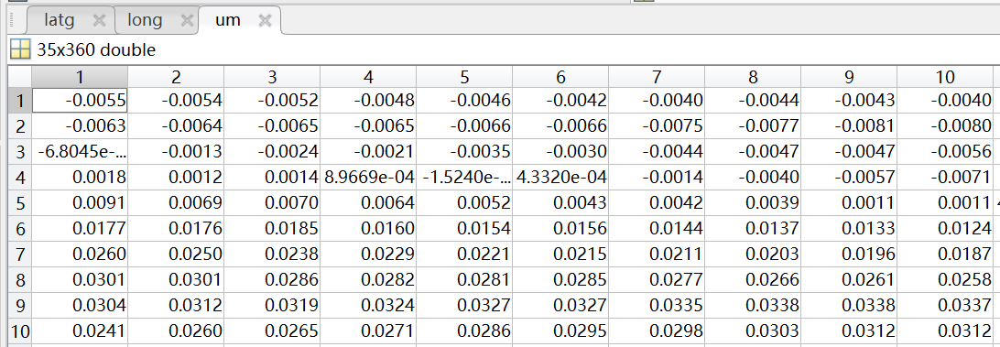 latg long um
35x360 double
1 2 3 4 5 6 7 8 9 10
1 -0.0055 -0.0054 -0.0052 -0.0048 -0.0046 -0.0042 -0.0040 -0.0044 -0.0043 -0.0040
2 -0.0063 -0.0064 -0.0065 -0.0065 -0.0066 -0.0066 -0.0075 -0.0077 -0.0081 -0.0080
3 -6.8045e-... -0.0013 -0.0024 -0.0021 -0.0035 -0.0030 -0.0044 -0.0047 -0.0047 -0.0056
4 0.0018 0.0012 0.0014 8.9669e-04 -1.5240e-... 4.3320e-04 -0.0014 -0.0040 -0.0057 -0.0071
5 0.0091 0.0069 0.0070 0.0064 0.0052 0.0043 0.0042 0.0039 0.0011 0.0011
6 0.0177 0.0176 0.0185 0.0160 0.0154 0.0156 0.0144 0.0137 0.0133 0.0124
7 0.0260 0.0250 0.0238 0.0229 0.0221 0.0215 0.0211 0.0203 0.0196 0.0187
8 0.0301 0.0301 0.0286 0.0282 0.0281 0.0285 0.0277 0.0266 0.0261 0.0258
9 0.0304 0.0312 0.0319 0.0324 0.0327 0.0327 0.0335 0.0338 0.0338 0.0337
10 0.0241 0.0260 0.0265 0.0271 0.0286 0.0295 0.0298 0.0303 0.0312 0.0312